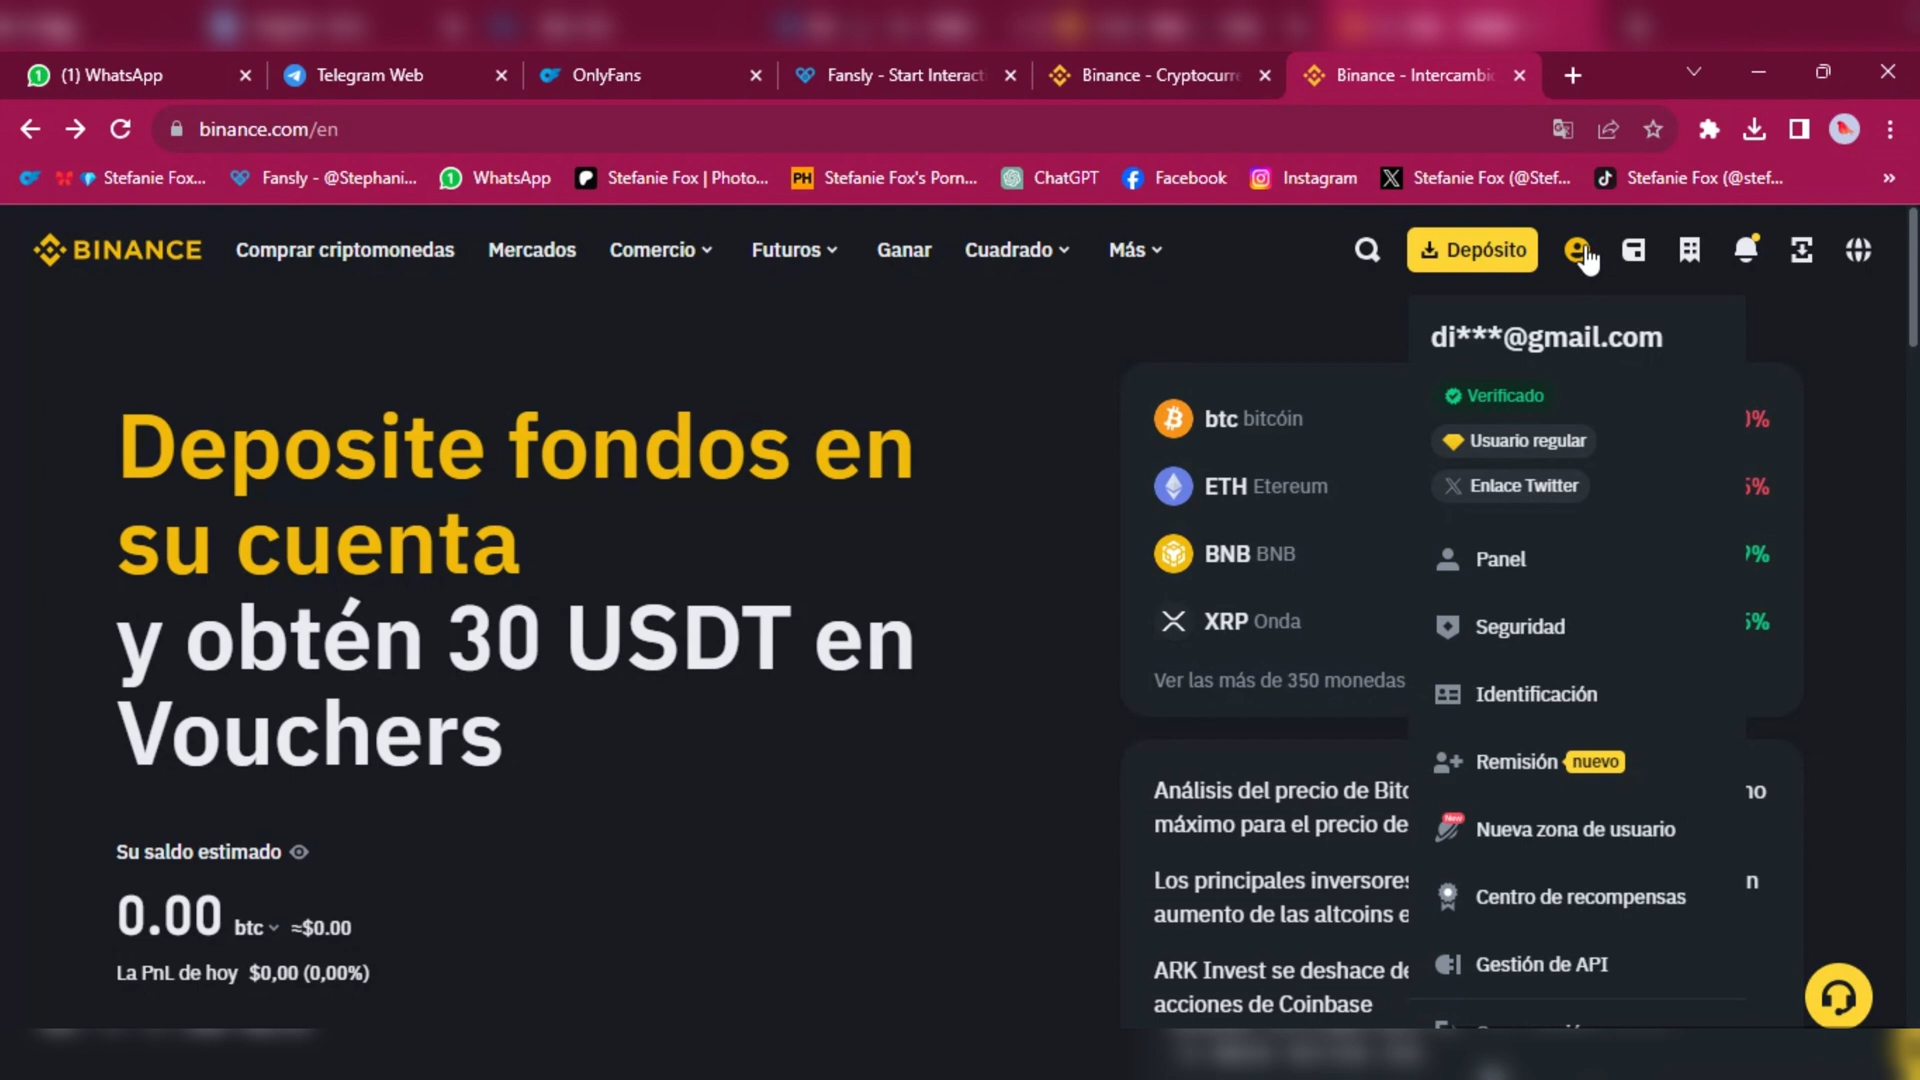 (1) WhatsApp
Telegram Web
OnlyFans
Fansly - Start Interact
Binance - Cryptocurre
Binance - Intercambi
binance.com/en
Stefanie Fox...
Fansly - @Stephani...
WhatsApp
Stefanie Fox | Photo...
PH Stefanie Fox's Porn...
ChatGPT
Facebook
Instagram
Stefanie Fox (@Stef...
Stefanie Fox (@stef...
»
BINANCE
Comprar criptomonedas
Mercados
Comercio
Futuros
Ganar
Cuadrado
Más
Depósito
di***@gmail.com
Verificado
Usuario regular
Enlace Twitter
Panel
Seguridad
Identificación
Remisión nuevo
New
Nueva zona de usuario
Centro de recompensas
Gestión de API
Deposite fondos en
su cuenta
y obtén 30 USDT en
Vouchers
Su saldo estimado
0.00 btc ≈$0.00
La PnL de hoy $0,00 (0,00%)
btc bitcóin
ETH Etereum
BNB BNB
XRP Onda
Ver las más de 350 monedas
Análisis del precio de Bitc
máximo para el precio de
Los principales inversores
aumento de las altcoins e
ARK Invest se deshace de
acciones de Coinbase